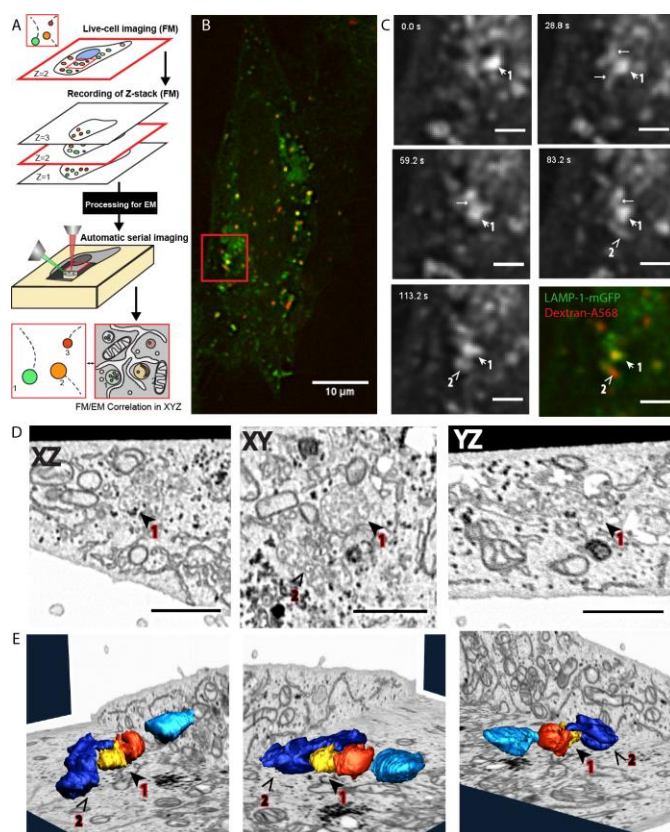 A
Live-cell imaging (FM)
Z=2
Recording of Z-stack (FM)
Z=3
Z=2
Z=1
Processing for EM
Automatic serial imaging
1
2
3
FM/EM Correlation in XYZ
B
10 µm
C
0.0 s
1
28.8 s
1
59.2 s
1
83.2 s
1
2
113.2 s
1
2
LAMP-1-mGFP
Dextran-A568
1
2
D
XZ
1
XY
1
2
YZ
1
E
1
2
1
2
1
2